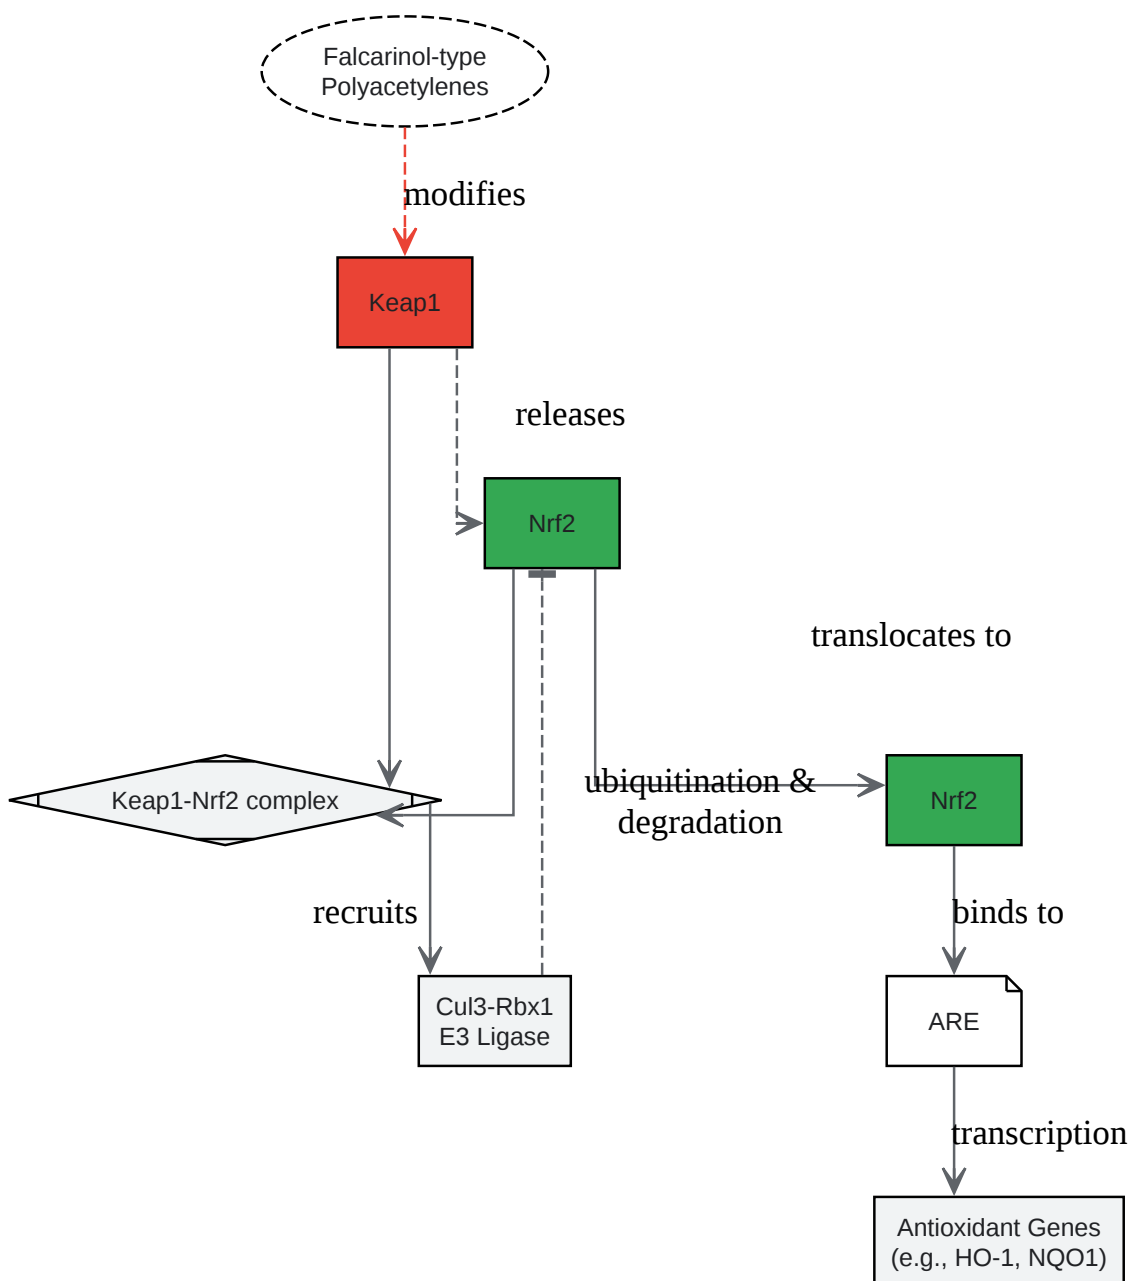 Falcarinol-type
Polyacetylenes
modifies
Keap1
releases
Nrf2
translocates to
ubiquitination &
degradation
Keap1-Nrf2 complex
Nrf2
recruits
binds to
Cul3-Rbx1
E3 Ligase
ARE
transcription
Antioxidant Genes
(e.g., HO-1, NQO1)